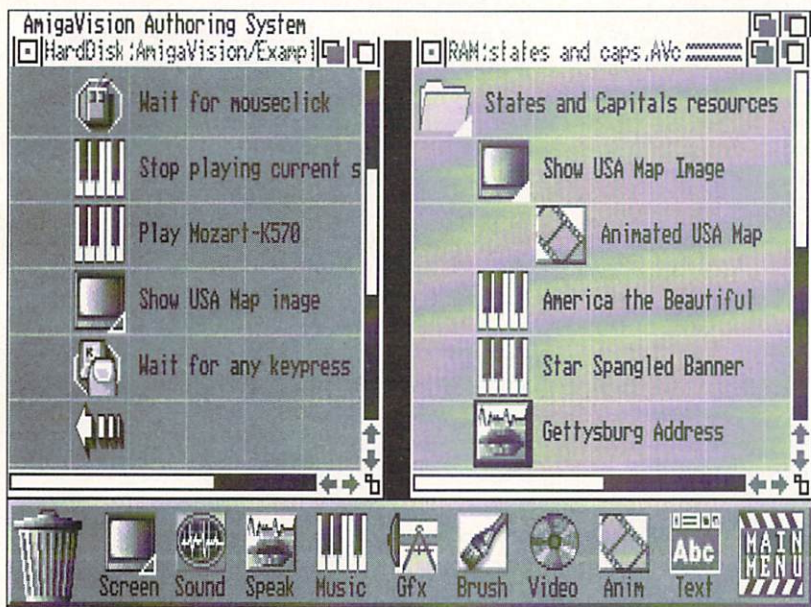 AmigaVision Authoring System
HardDisk:AmigaVision/Exampl
Wait for mouseclick
Stop playing current s
Play Mozart-K570
Show USA Map image
Wait for any keypress
RAM:states and caps.AVc
States and Capitals resources
Show USA Map Image
Animated USA Map
America the Beautiful
Star Spangled Banner
Gettysburg Address
Screen Sound Speak Music Gfx Brush Video Anim Text
Abc
MAIN
MENU